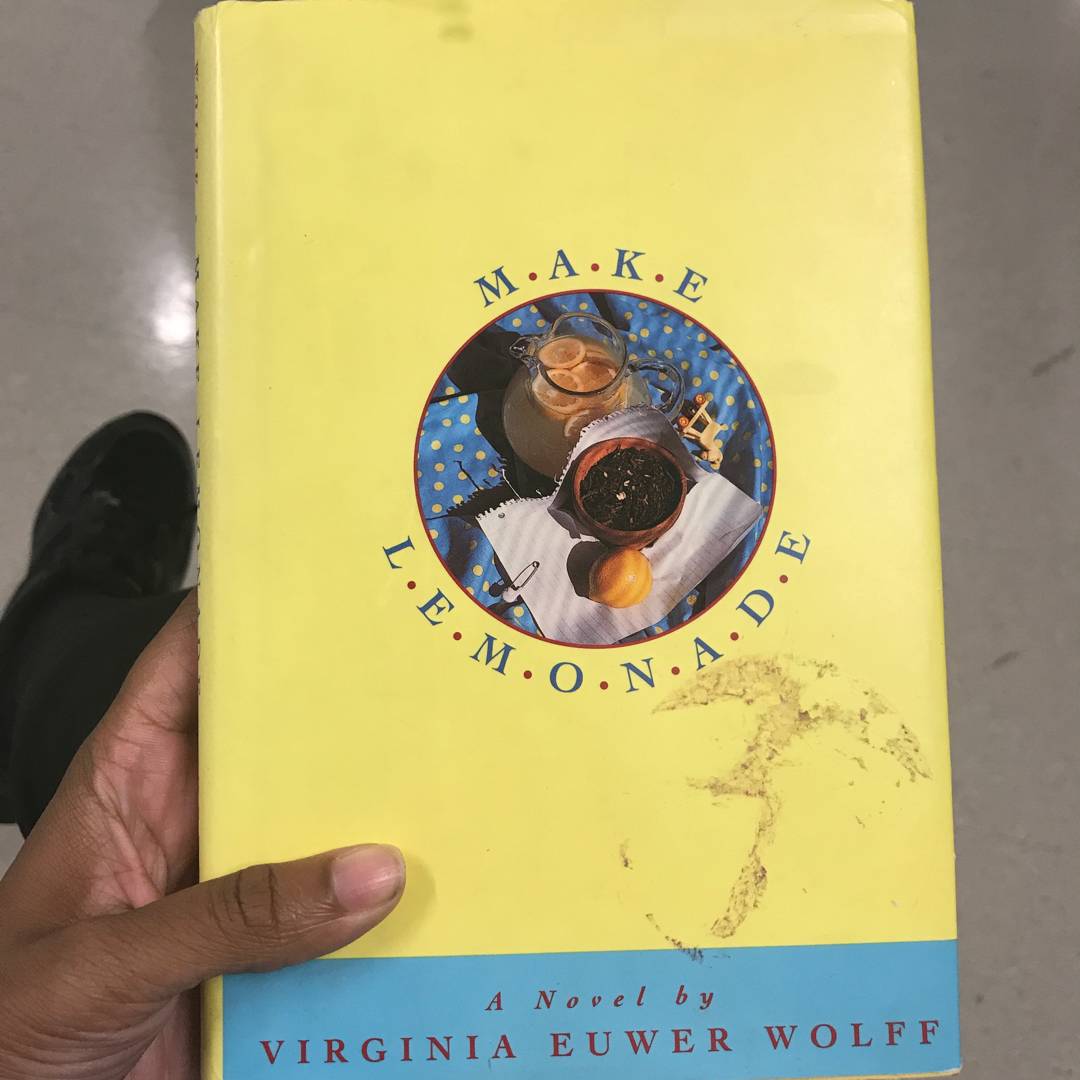 M·A·K·E
L·E·M·O·N·A·D·E
A Novel by
VIRGINIA EUWER WOLFF